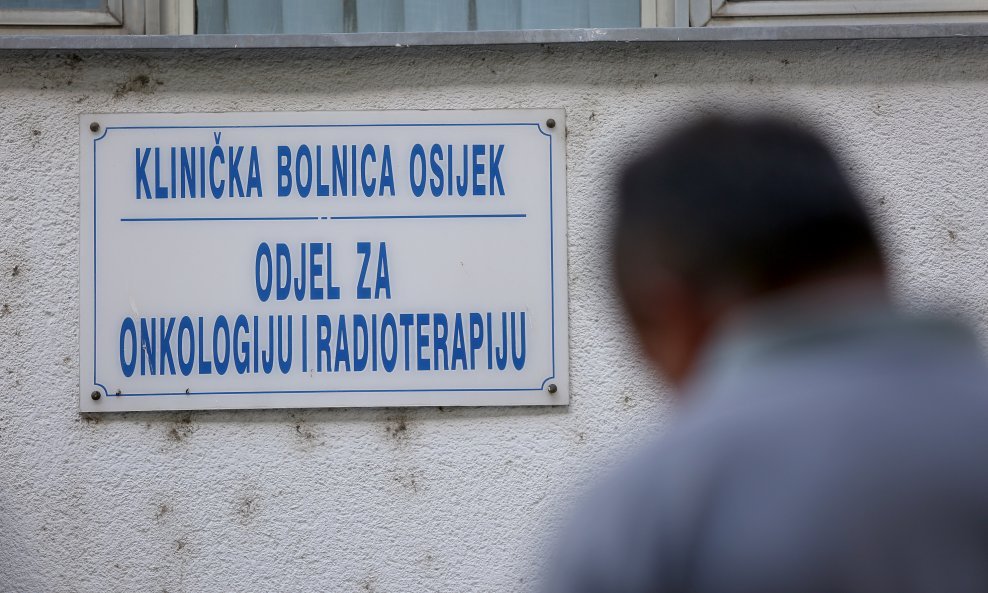 KLINIČKA BOLNICA OSIJEK
ODJEL ZA
ONKOLOGIJU I RADIOTERAPIJU